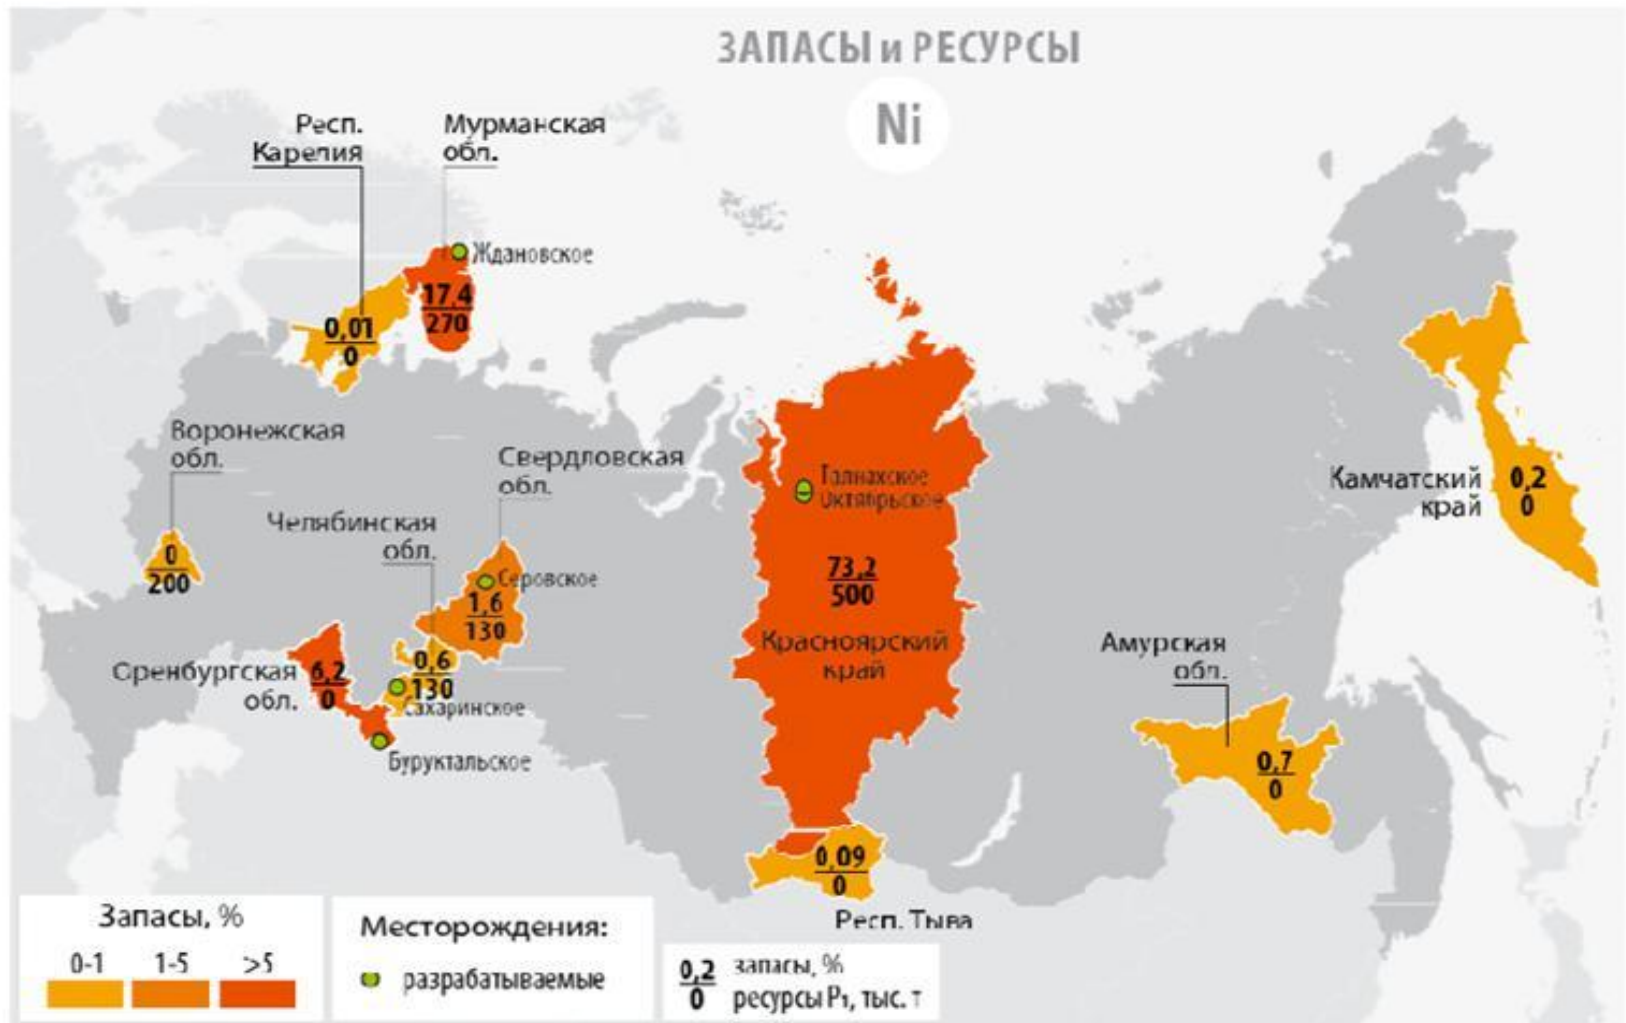 ЗАПАСЫ и РЕСУРСЫ
Ni
Респ.
Карелия
Мурманская
обл.
Ждановское
17,4
270
0,01
0
Воронежская
обл.
0
200
Свердловская
обл.
Челябинская
обл.
Серовское
1,6
130
0,6
130
Сахаринское
Оренбургская
обл.
6,2
0
Буруктальское
Талнахское
Октябрьское
73,2
500
Красноярский
край
0,09
0
Респ. Тыва
Камчатский
край
0,2
0
Амурская
обл.
0,7
0
Запасы, %
0-1 1-5 >5
Месторождения:
разрабатываемые
0,2 запасы, %
0 ресурсы P₁, тыс. т